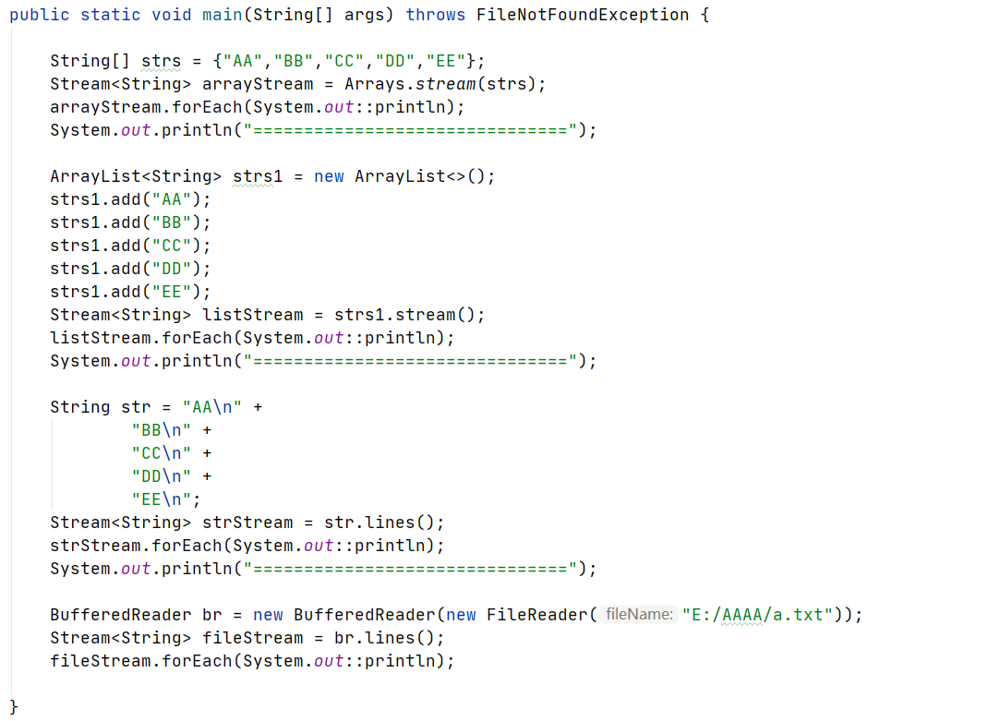 public static void main(String[] args) throws FileNotFoundException {
String[] strs = {"AA","BB","CC","DD","EE"};
Stream<String> arrayStream = Arrays.stream(strs);
arrayStream.forEach(System.out::println);
System.out.println("===============================");
ArrayList<String> strs1 = new ArrayList<>();
strs1.add("AA");
strs1.add("BB");
strs1.add("CC");
strs1.add("DD");
strs1.add("EE");
Stream<String> listStream = strs1.stream();
listStream.forEach(System.out::println);
System.out.println("===============================");
String str = "AA\n" +
"BB\n" +
"CC\n" +
"DD\n" +
"EE\n";
Stream<String> strStream = str.lines();
strStream.forEach(System.out::println);
System.out.println("===============================");
BufferedReader br = new BufferedReader(new FileReader( fileName: "E:/AAAA/a.txt"));
Stream<String> fileStream = br.lines();
fileStream.forEach(System.out::println);
}